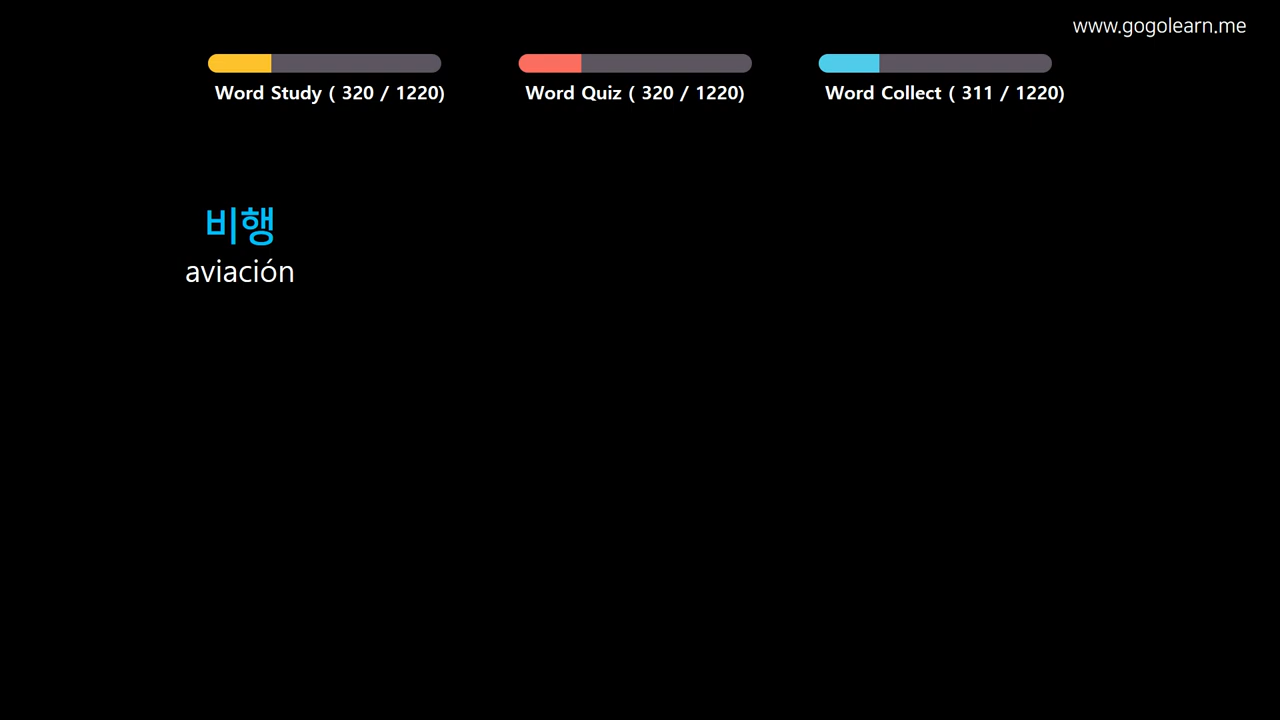 www.gogolearn.me
Word Study ( 320 / 1220)
Word Quiz ( 320 / 1220)
Word Collect ( 311 / 1220)
비행
aviación